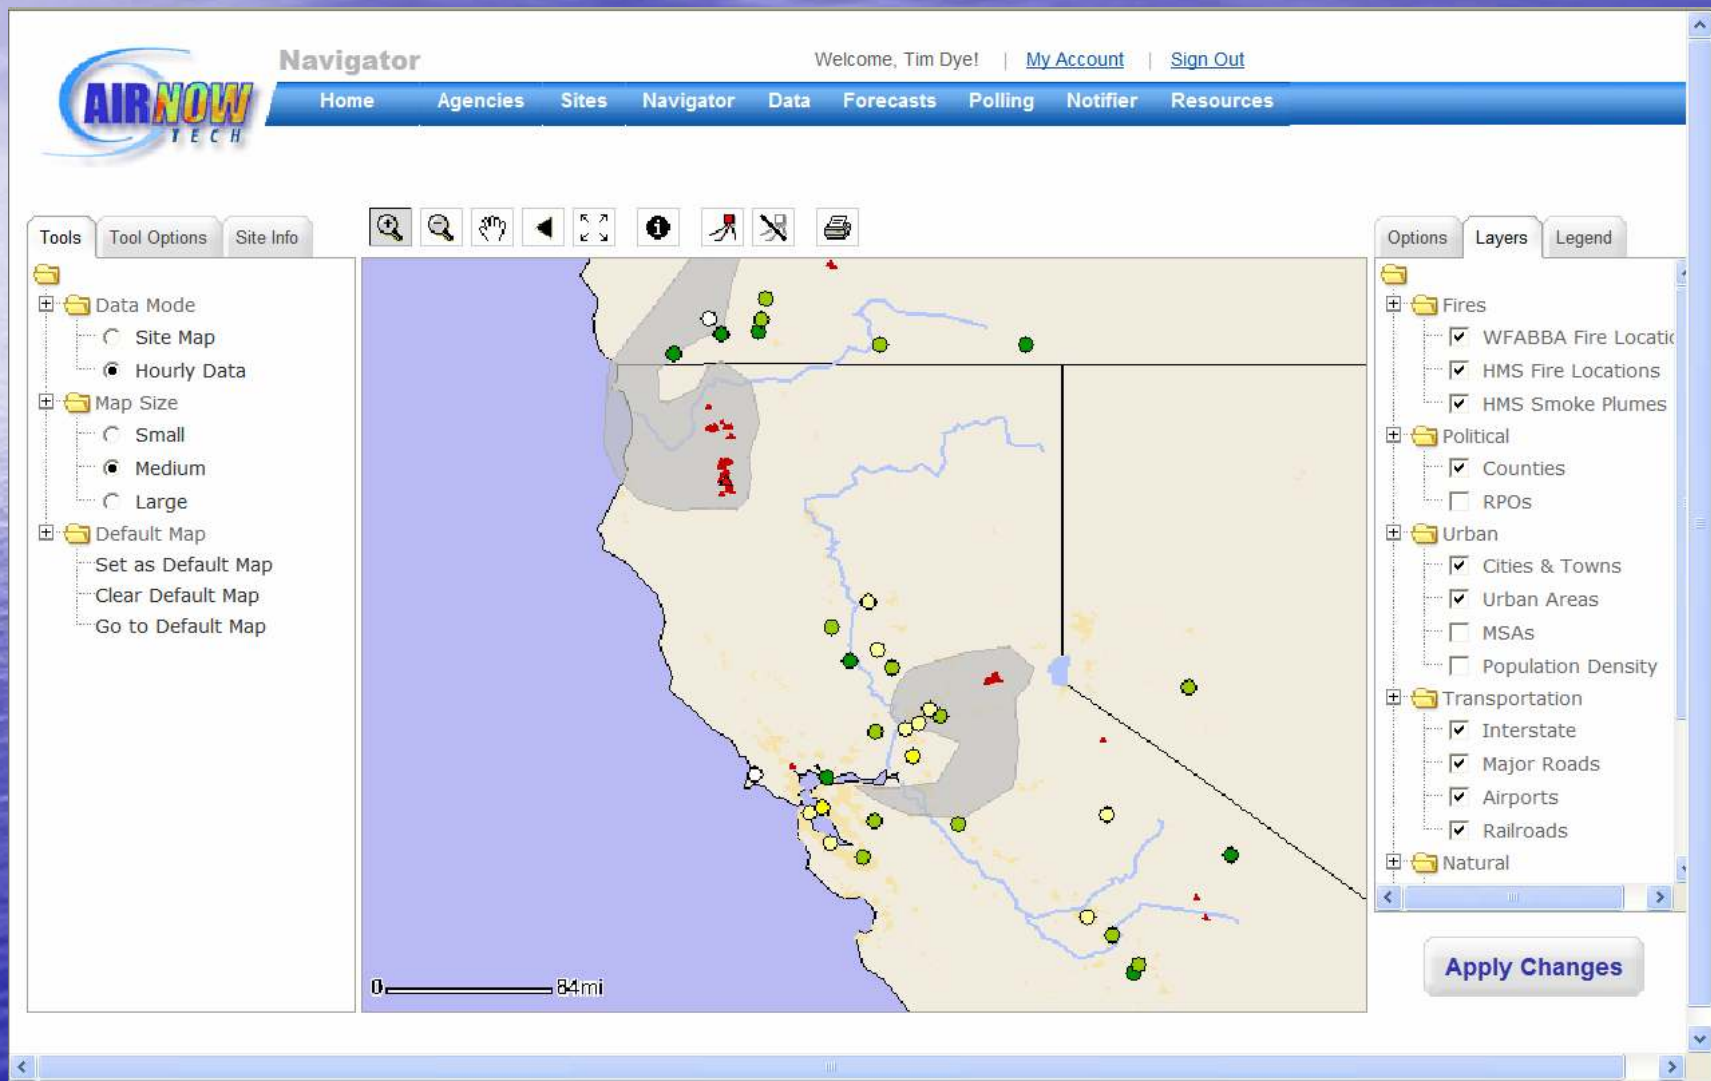 AIRNOW
TECH
Navigator
Welcome, Tim Dye! | My Account | Sign Out
Home Agencies Sites Navigator Data Forecasts Polling Notifier Resources
Tools Tool Options Site Info
Data Mode
Site Map
Hourly Data
Map Size
Small
Medium
Large
Default Map
Set as Default Map
Clear Default Map
Go to Default Map
0 84mi
Options Layers Legend
Fires
WFABBA Fire Locatic
HMS Fire Locations
HMS Smoke Plumes
Political
Counties
RPOs
Urban
Cities & Towns
Urban Areas
MSAs
Population Density
Transportation
Interstate
Major Roads
Airports
Railroads
Natural
Apply Changes